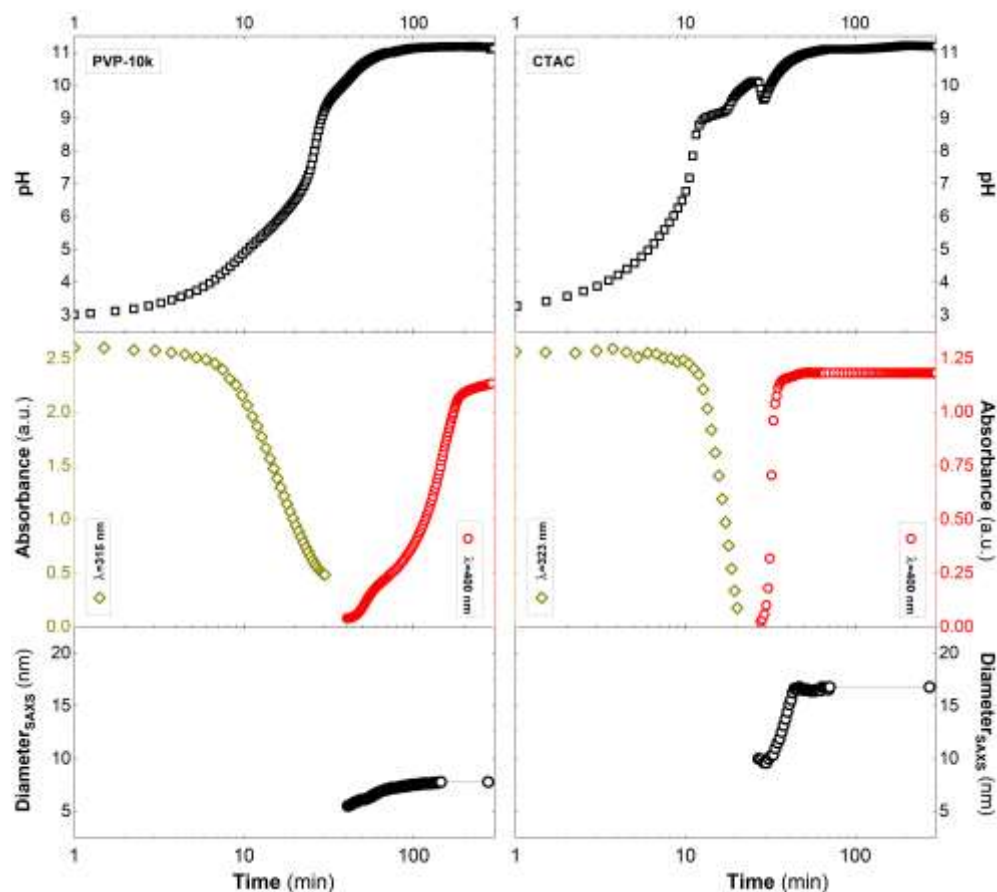 1 10 100
1 10 100
PVP-10k
CTAC
11
10
9
8
7
6
5
4
3
pH
11
10
9
8
7
6
5
4
3
pH
2.5
2.0
1.5
1.0
0.5
0.0
Absorbance (a.u.)
λ=315 nm
λ=400 nm
λ=323 nm
λ=400 nm
1.25
1.00
0.75
0.50
0.25
0.00
Absorbance (a.u.)
20
15
10
5
DiameterSAXS (nm)
20
15
10
5
DiameterSAXS (nm)
1 10 100
1 10 100
Time (min)
Time (min)